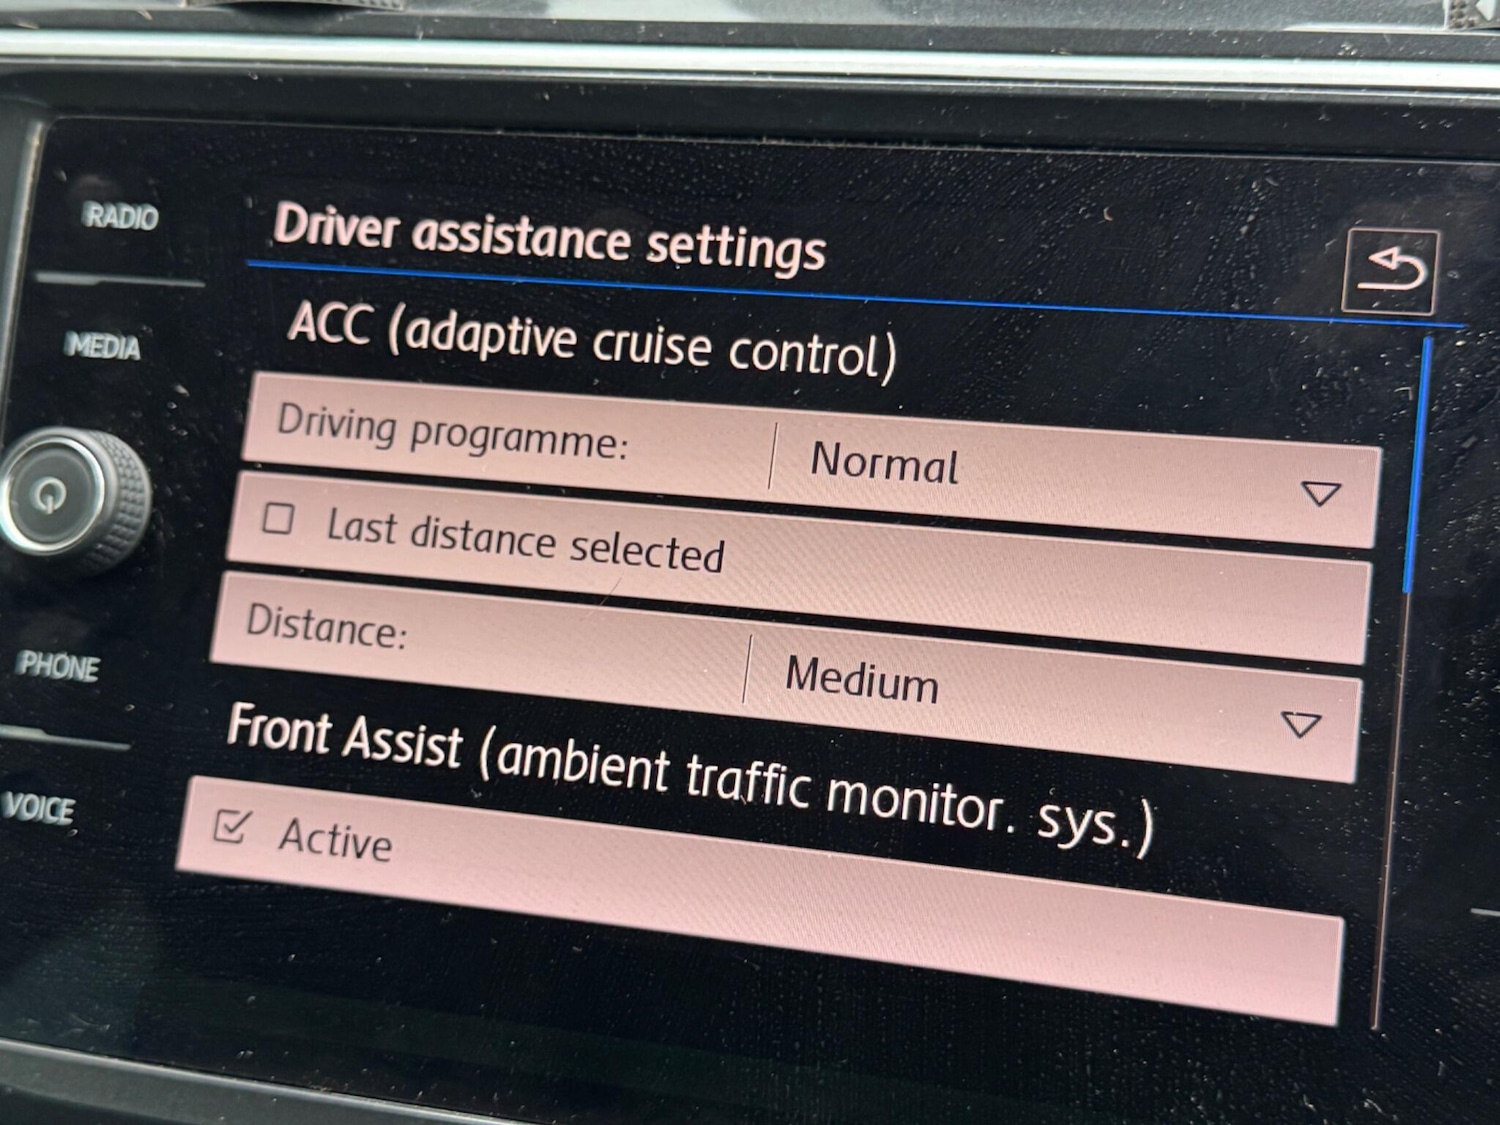 RADIO
MEDIA
PHONE
VOICE
Driver assistance settings
ACC (adaptive cruise control)
Driving programme: Normal
Last distance selected
Distance: Medium
Front Assist (ambient traffic monitor. sys.)
Active